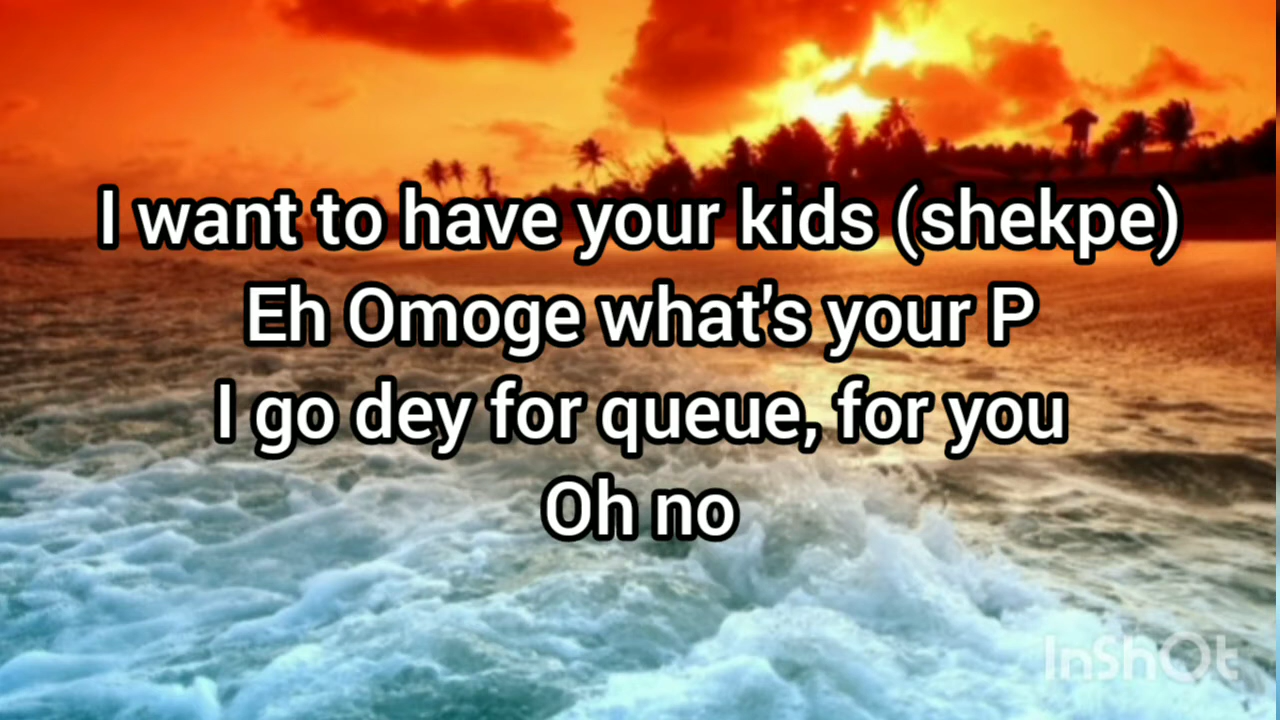 I want to have your kids (shekpe)
Eh Omoge what's your P
I go dey for queue, for you
Oh no
InShOt